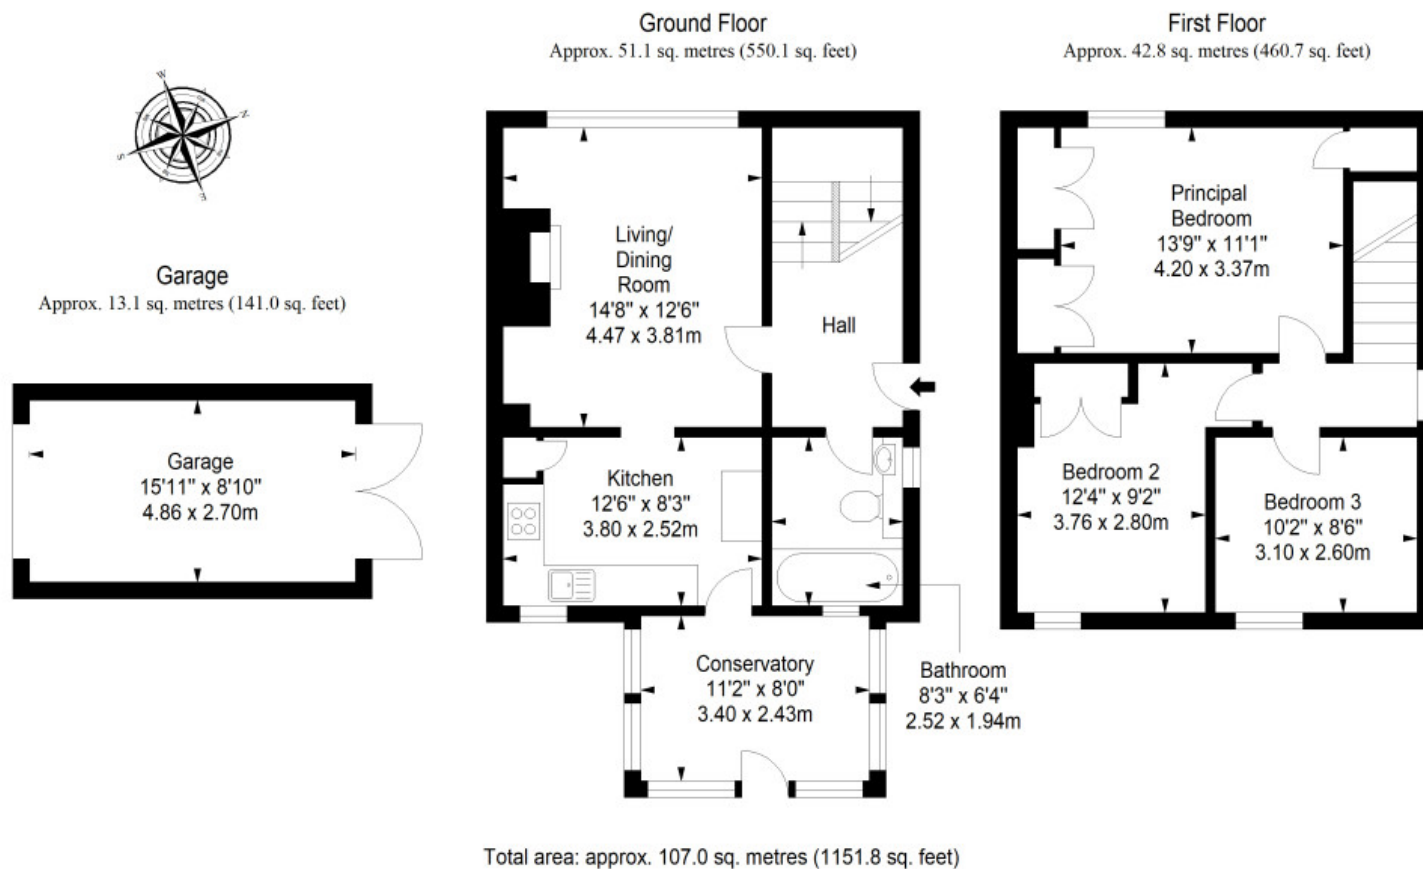 Ground Floor
Approx. 51.1 sq. metres (550.1 sq. feet)
First Floor
Approx. 42.8 sq. metres (460.7 sq. feet)
W
N
S
E
Garage
Approx. 13.1 sq. metres (141.0 sq. feet)
Garage
15'11" x 8'10"
4.86 x 2.70m
Living/
Dining
Room
14'8" x 12'6"
4.47 x 3.81m
Hall
Kitchen
12'6" x 8'3"
3.80 x 2.52m
Conservatory
11'2" x 8'0"
3.40 x 2.43m
Bathroom
8'3" x 6'4"
2.52 x 1.94m
Principal
Bedroom
13'9" x 11'1"
4.20 x 3.37m
Bedroom 2
12'4" x 9'2"
3.76 x 2.80m
Bedroom 3
10'2" x 8'6"
3.10 x 2.60m
Total area: approx. 107.0 sq. metres (1151.8 sq. feet)